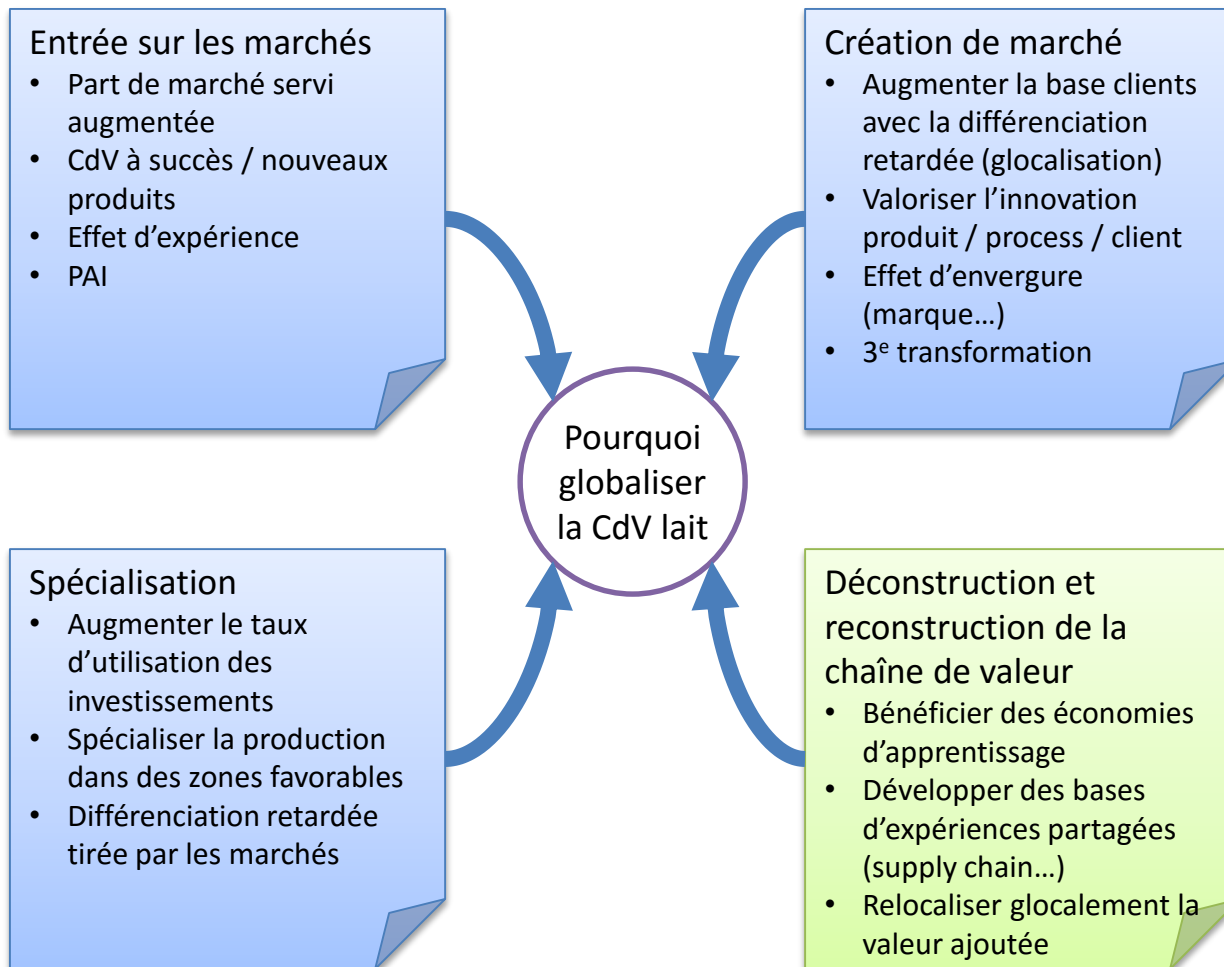 Entrée sur les marchés
• Part de marché servi
augmentée
• CdV à succès / nouveaux
produits
• Effet d’expérience
• PAI
Création de marché
• Augmenter la base clients
avec la différenciation
retardée (glocalisation)
• Valoriser l’innovation
produit / process / client
• Effet d’envergure
(marque…)
• 3e transformation
Pourquoi
globaliser
la CdV lait
Spécialisation
• Augmenter le taux
d’utilisation des
investissements
• Spécialiser la production
dans des zones favorables
• Différenciation retardée
tirée par les marchés
Déconstruction et
reconstruction de la
chaîne de valeur
• Bénéficier des économies
d’apprentissage
• Développer des bases
d’expériences partagées
(supply chain…)
• Relocaliser glocalement la
valeur ajoutée